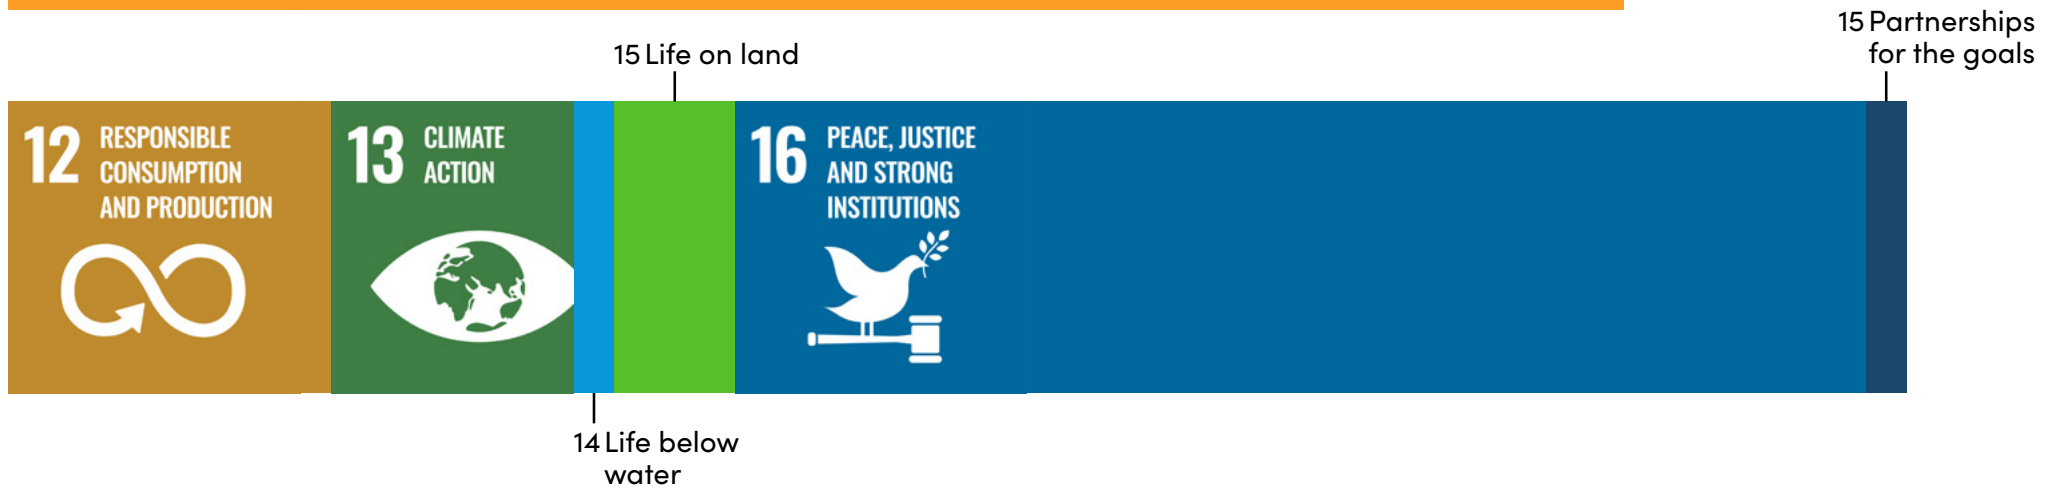 15 Partnerships
for the goals
15 Life on land
12 RESPONSIBLE
CONSUMPTION
AND PRODUCTION
13 CLIMATE
ACTION
16 PEACE, JUSTICE
AND STRONG
INSTITUTIONS
14 Life below
water